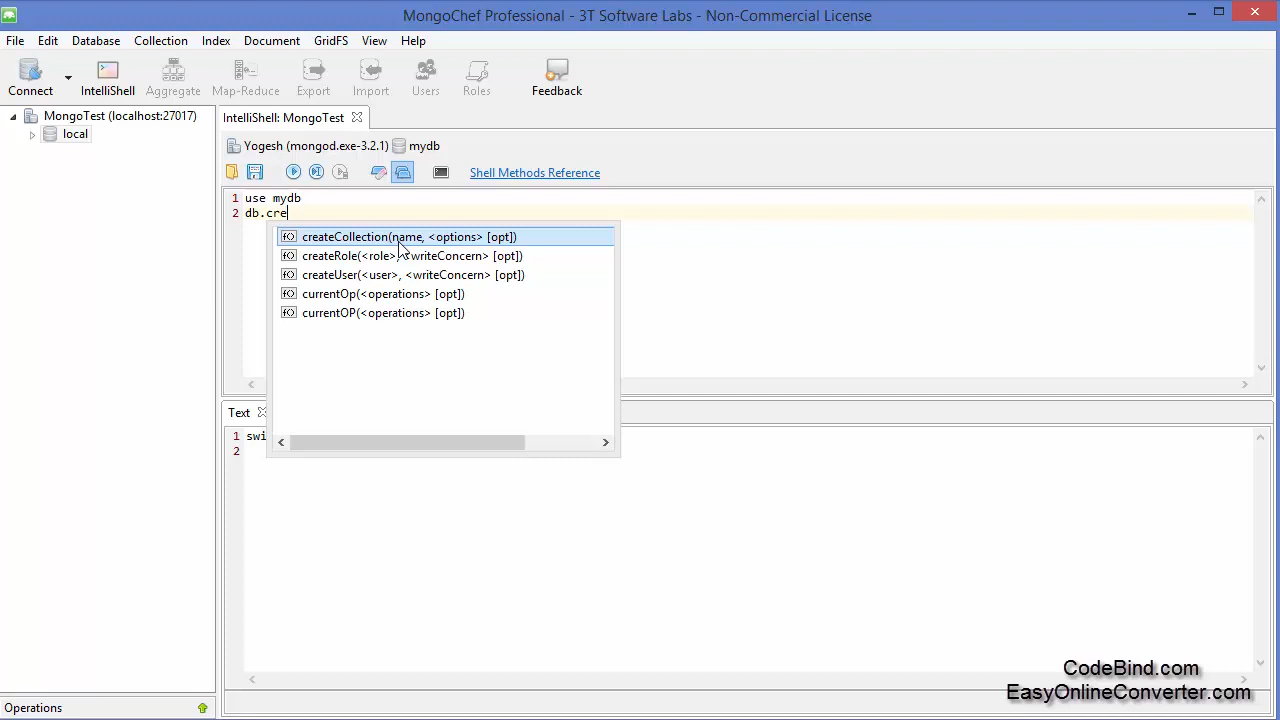 MongoChef Professional - 3T Software Labs - Non-Commercial License
File Edit Database Collection Index Document GridFS View Help
Connect IntelliShell Aggregate Map-Reduce Export Import Users Roles Feedback
MongoTest (localhost:27017)
local
IntelliShell: MongoTest
Yogesh (mongod.exe-3.2.1) mydb
Shell Methods Reference
1 use mydb
2 db.cre
createCollection(name, <options> [opt])
createRole(<role>, <writeConcern> [opt])
createUser(<user>, <writeConcern> [opt])
currentOp(<operations> [opt])
currentOP(<operations> [opt])
Text
1 swi
2
CodeBind.com
EasyOnlineConverter.com
Operations